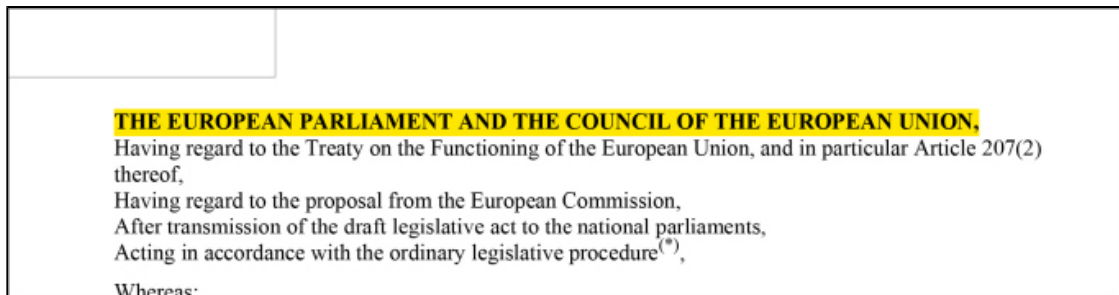 THE EUROPEAN PARLIAMENT AND THE COUNCIL OF THE EUROPEAN UNION,
Having regard to the Treaty on the Functioning of the European Union, and in particular Article 207(2)
thereof,
Having regard to the proposal from the European Commission,
After transmission of the draft legislative act to the national parliaments,
Acting in accordance with the ordinary legislative procedure(*),
Whereas: